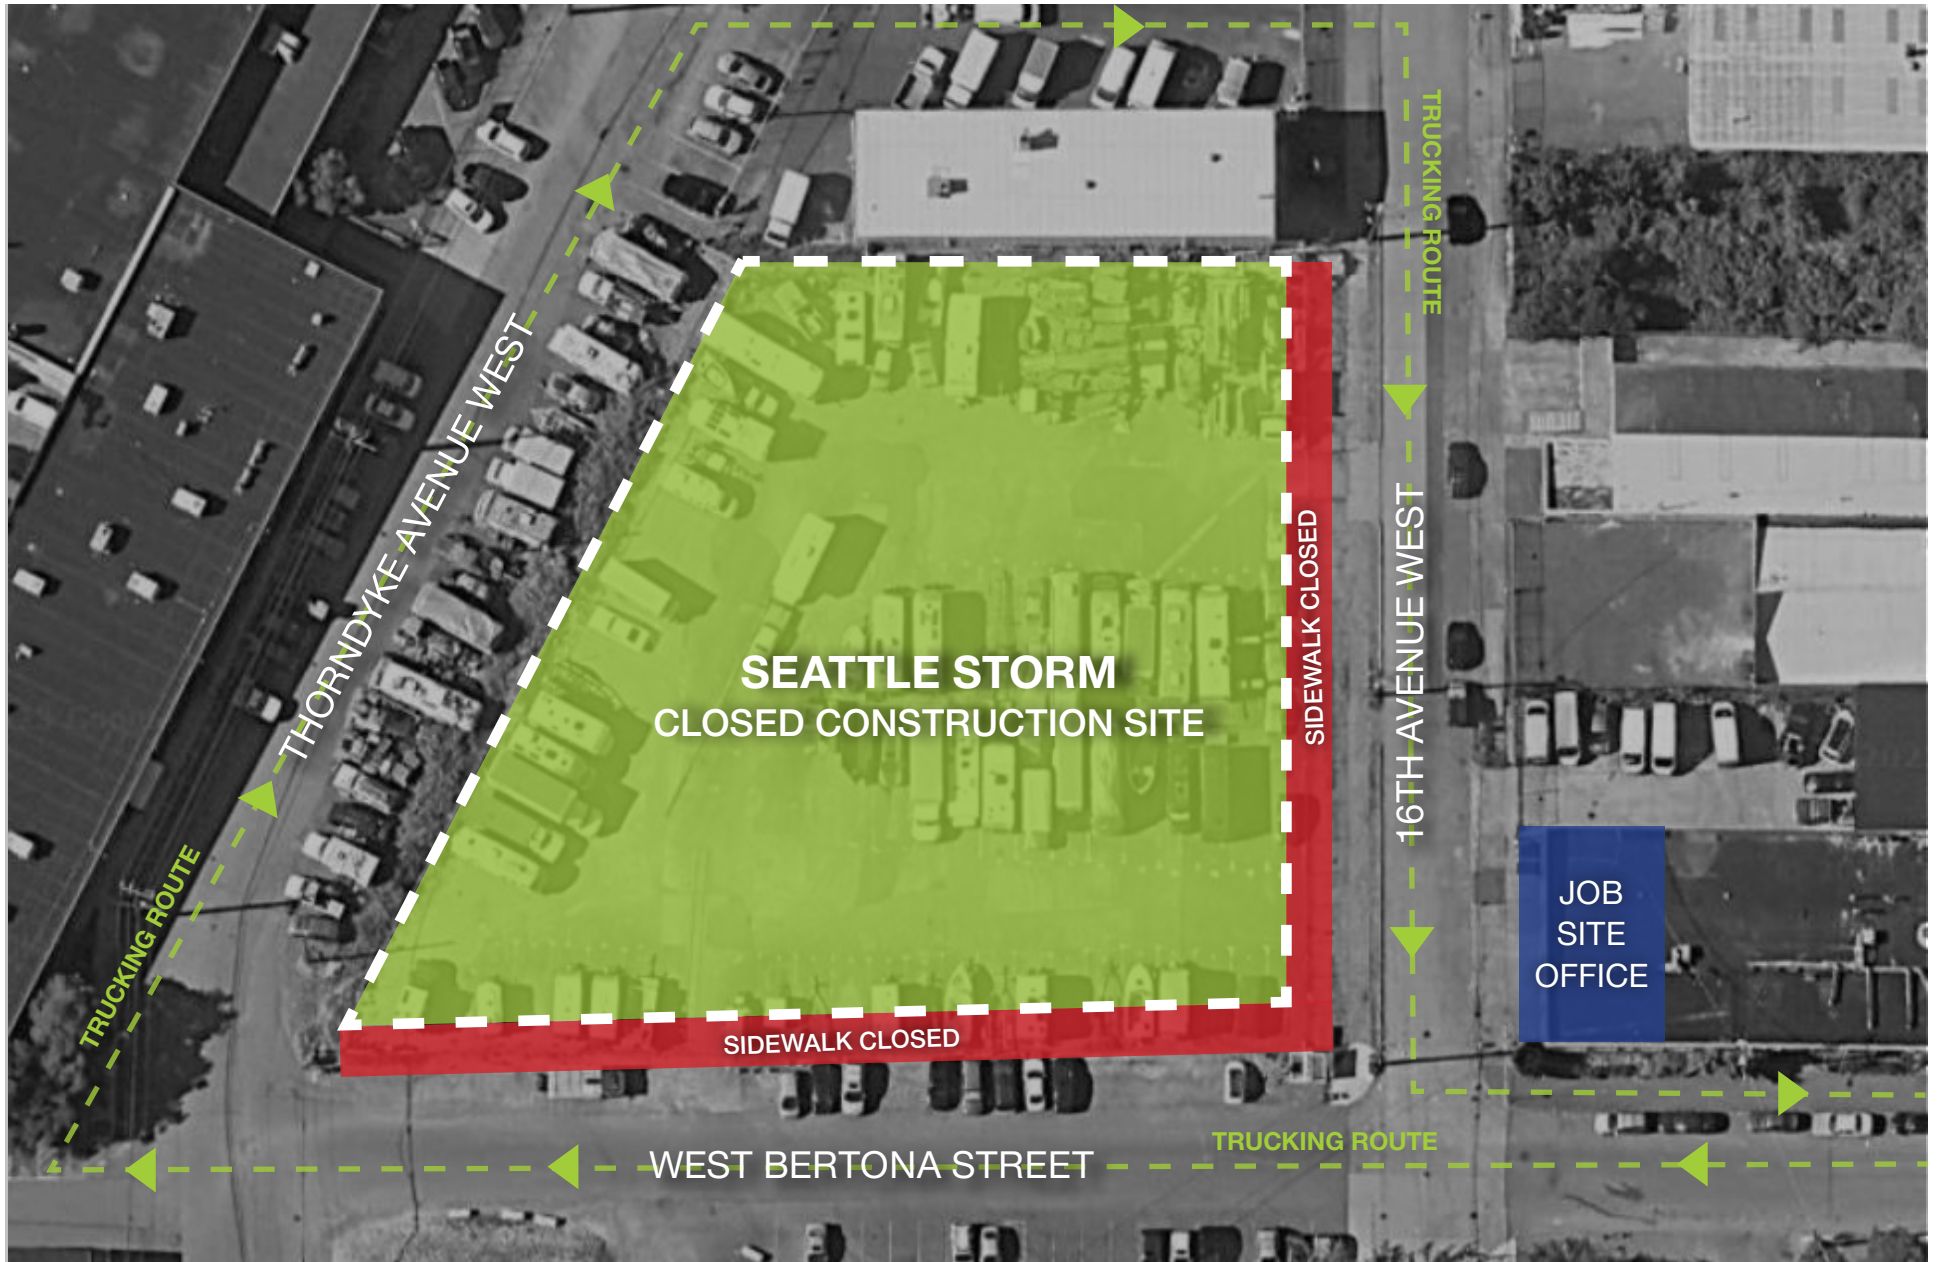 TRUCKING ROUTE
THORNDYKE AVENUE WEST
SEATTLE STORM
CLOSED CONSTRUCTION SITE
SIDEWALK CLOSED
16TH AVENUE WEST
JOB
SITE
OFFICE
TRUCKING ROUTE
SIDEWALK CLOSED
TRUCKING ROUTE
WEST BERTONA STREET